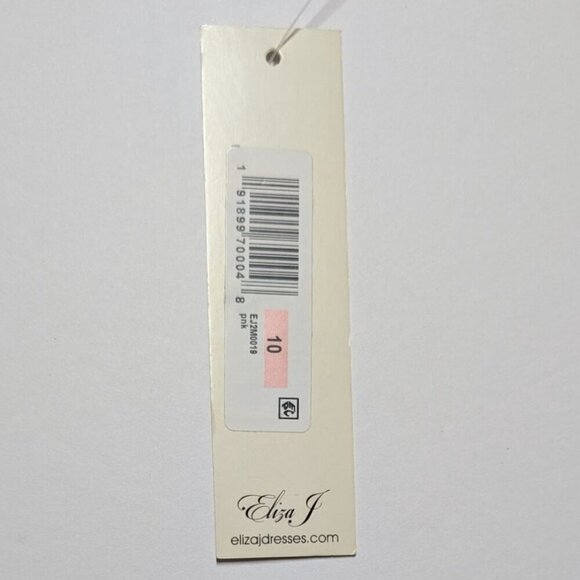 1 91899 70004 8
EJ2M0019
pnk
10
Eliza J
elizajdresses.com